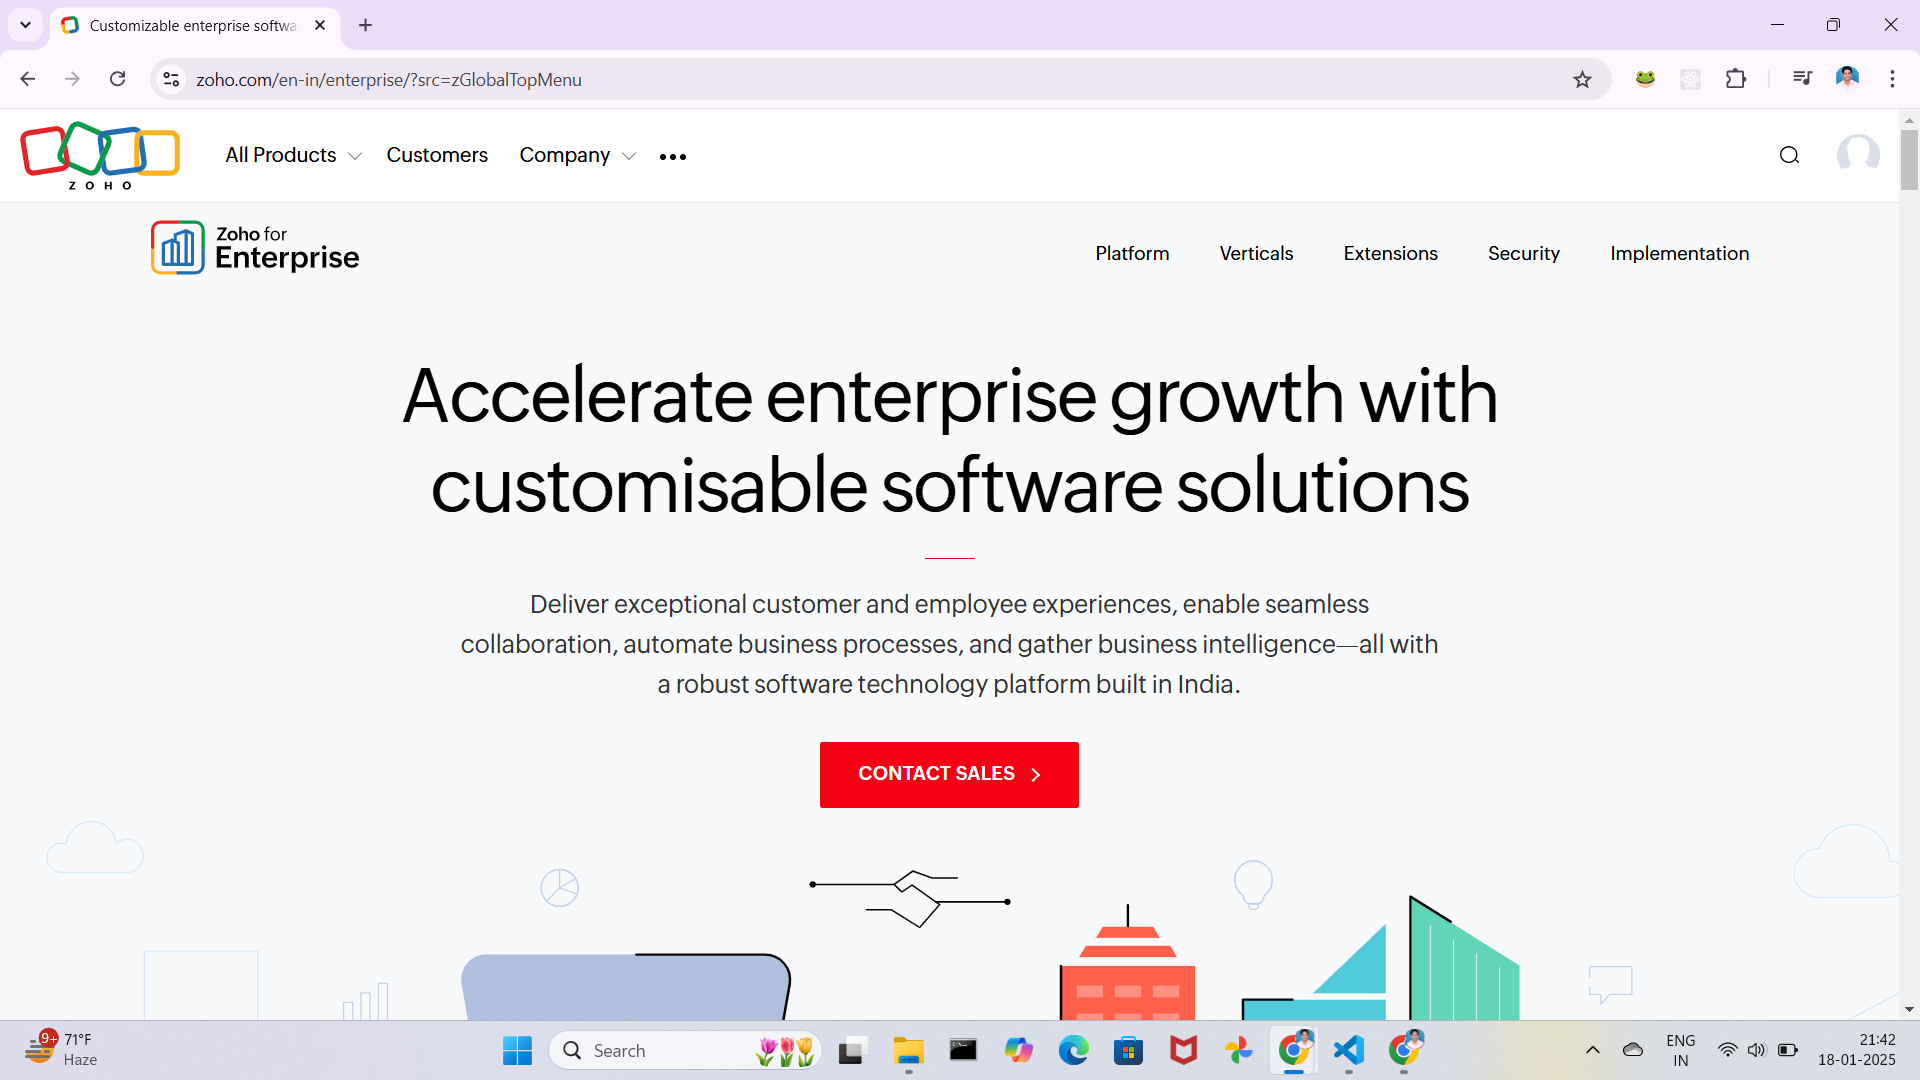 Customizable enterprise softwa
zoho.com/en-in/enterprise/?src=zGlobalTopMenu
ZOHO
All Products
Customers
Company
Zoho for
Enterprise
Platform
Verticals
Extensions
Security
Implementation
Accelerate enterprise growth with
customisable software solutions
Deliver exceptional customer and employee experiences, enable seamless
collaboration, automate business processes, and gather business intelligence—all with
a robust software technology platform built in India.
CONTACT SALES
9+
71°F
Haze
Search
ENG
IN
21:42
18-01-2025